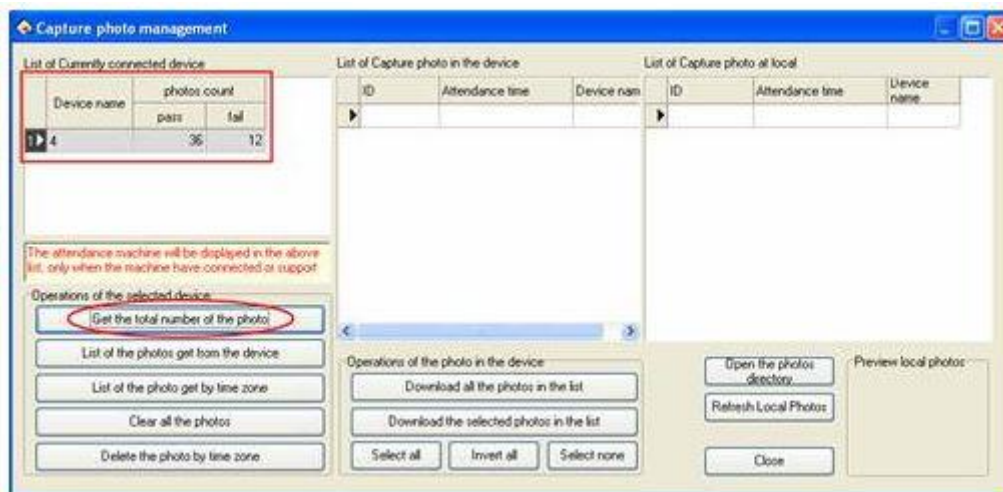 Capture photo management
List of Currently connected device
Device name
photos count
pass
fail
1
4
36
12
The attendance machine will be displayed in the above
list, only when the machine have connected or support
Operations of the selected device
Get the total number of the photo
List of the photos get from the device
List of the photo get by time zone
Clear all the photos
Delete the photo by time zone
List of Capture photo in the device
ID
Attendance time
Device nam
Operations of the photo in the device
Download all the photos in the list
Download the selected photos in the list
Select all
Invert all
Select none
List of Capture photo at local
ID
Attendance time
Device
name
Open the photos
directory
Refresh Local Photos
Close
Preview local photos